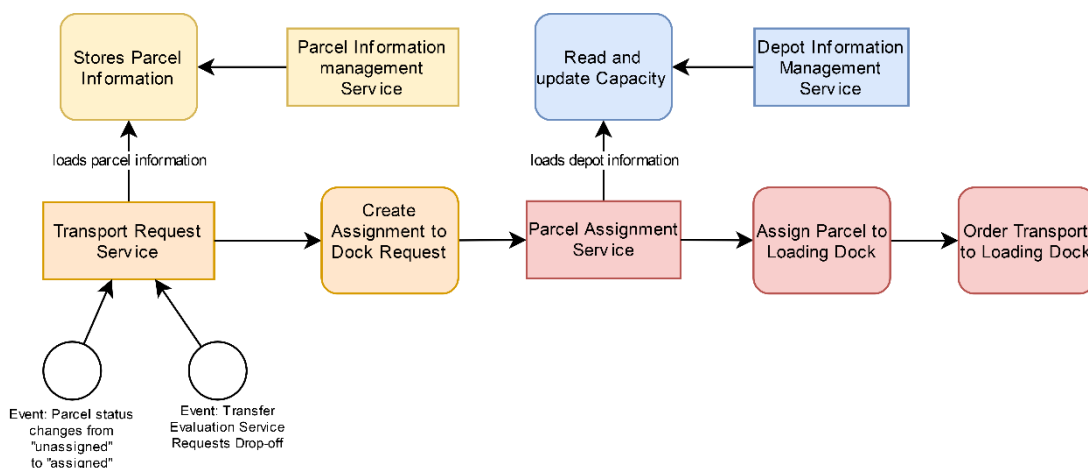 Stores Parcel
Information
Parcel Information
management
Service
Read and
update Capacity
Depot Information
Management
Service
loads parcel information
loads depot information
Transport Request
Service
Create
Assignment to
Dock Request
Parcel Assignment
Service
Assign Parcel to
Loading Dock
Order Transport
to Loading Dock
Event: Parcel status
changes from
"unassigned"
to "assigned"
Event: Transfer
Evaluation Service
Requests Drop-off